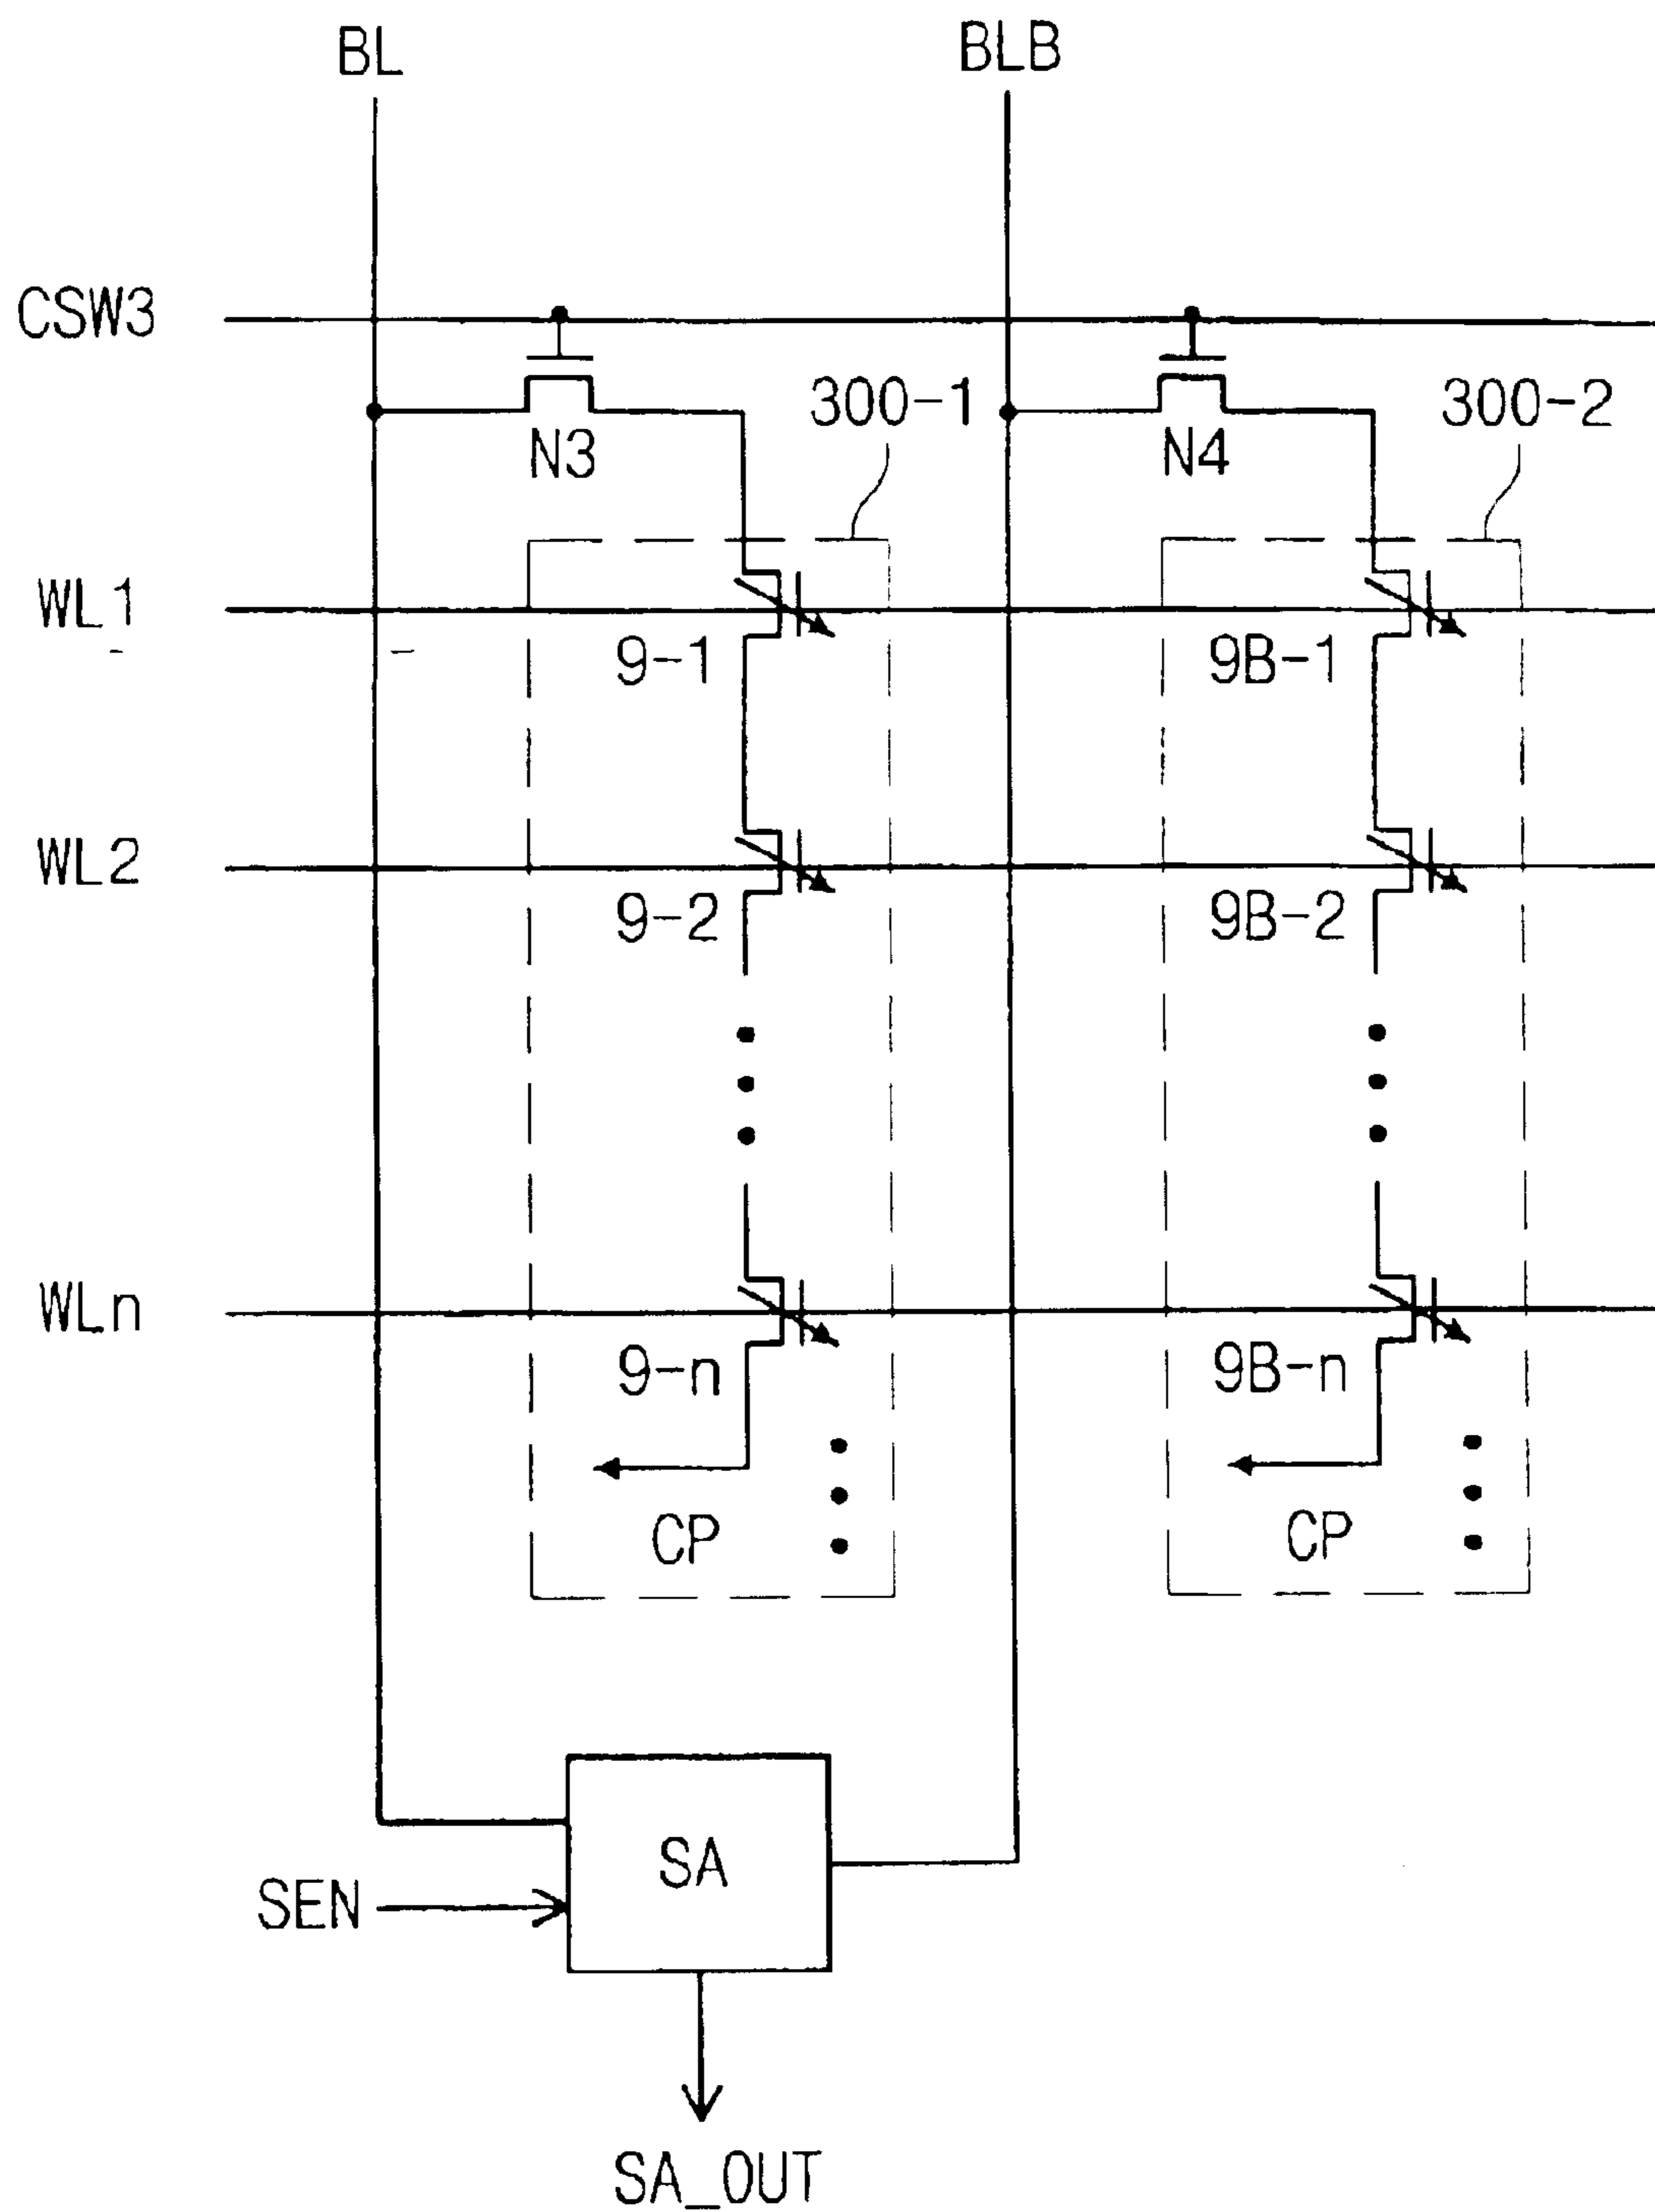 BL BLB
CSW3
300-1 300-2
N3 N4
WL1
9-1 9B-1
WL2
9-2 9B-2
WLn
9-n 9B-n
CP CP
SA
SEN
SA_OUT